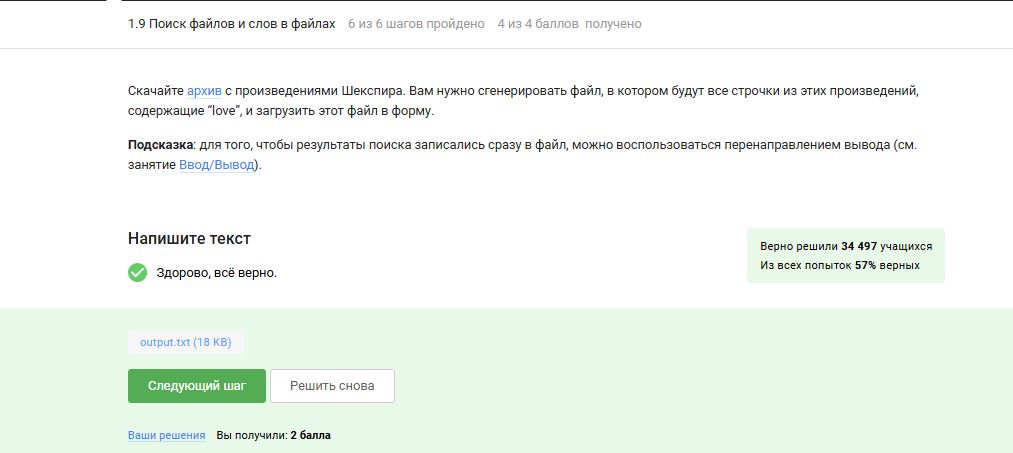 1.9 Поиск файлов и слов в файлах 6 из 6 шагов пройдено 4 из 4 баллов получено
Скачайте архив с произведениями Шекспира. Вам нужно сгенерировать файл, в котором будут все строчки из этих произведений,
содержащие “love”, и загрузить этот файл в форму.
Подсказка: для того, чтобы результаты поиска записались сразу в файл, можно воспользоваться перенаправлением вывода (см.
занятие Ввод/Вывод).
Напишите текст
Здорово, всё верно.
Верно решили 34 497 учащихся
Из всех попыток 57% верных
output.txt (18 KB)
Следующий шаг
Решить снова
Ваши решения Вы получили: 2 балла